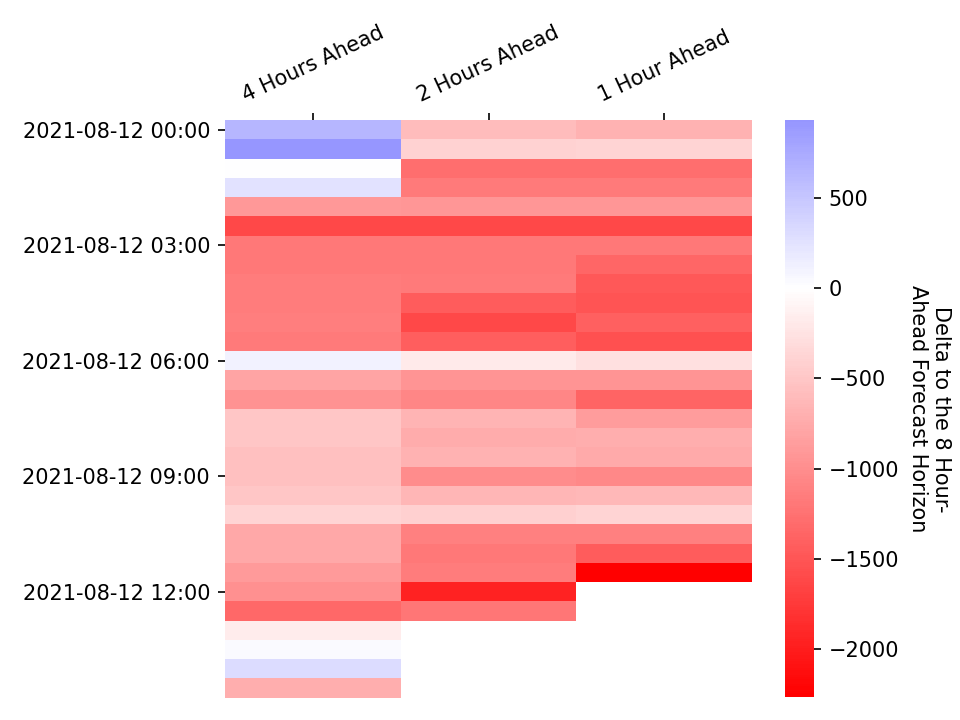 4 Hours Ahead
2 Hours Ahead
1 Hour Ahead
2021-08-12 00:00
2021-08-12 03:00
2021-08-12 06:00
2021-08-12 09:00
2021-08-12 12:00
500
0
−500
−1000
−1500
−2000
Delta to the 8 Hour-
Ahead Forecast Horizon